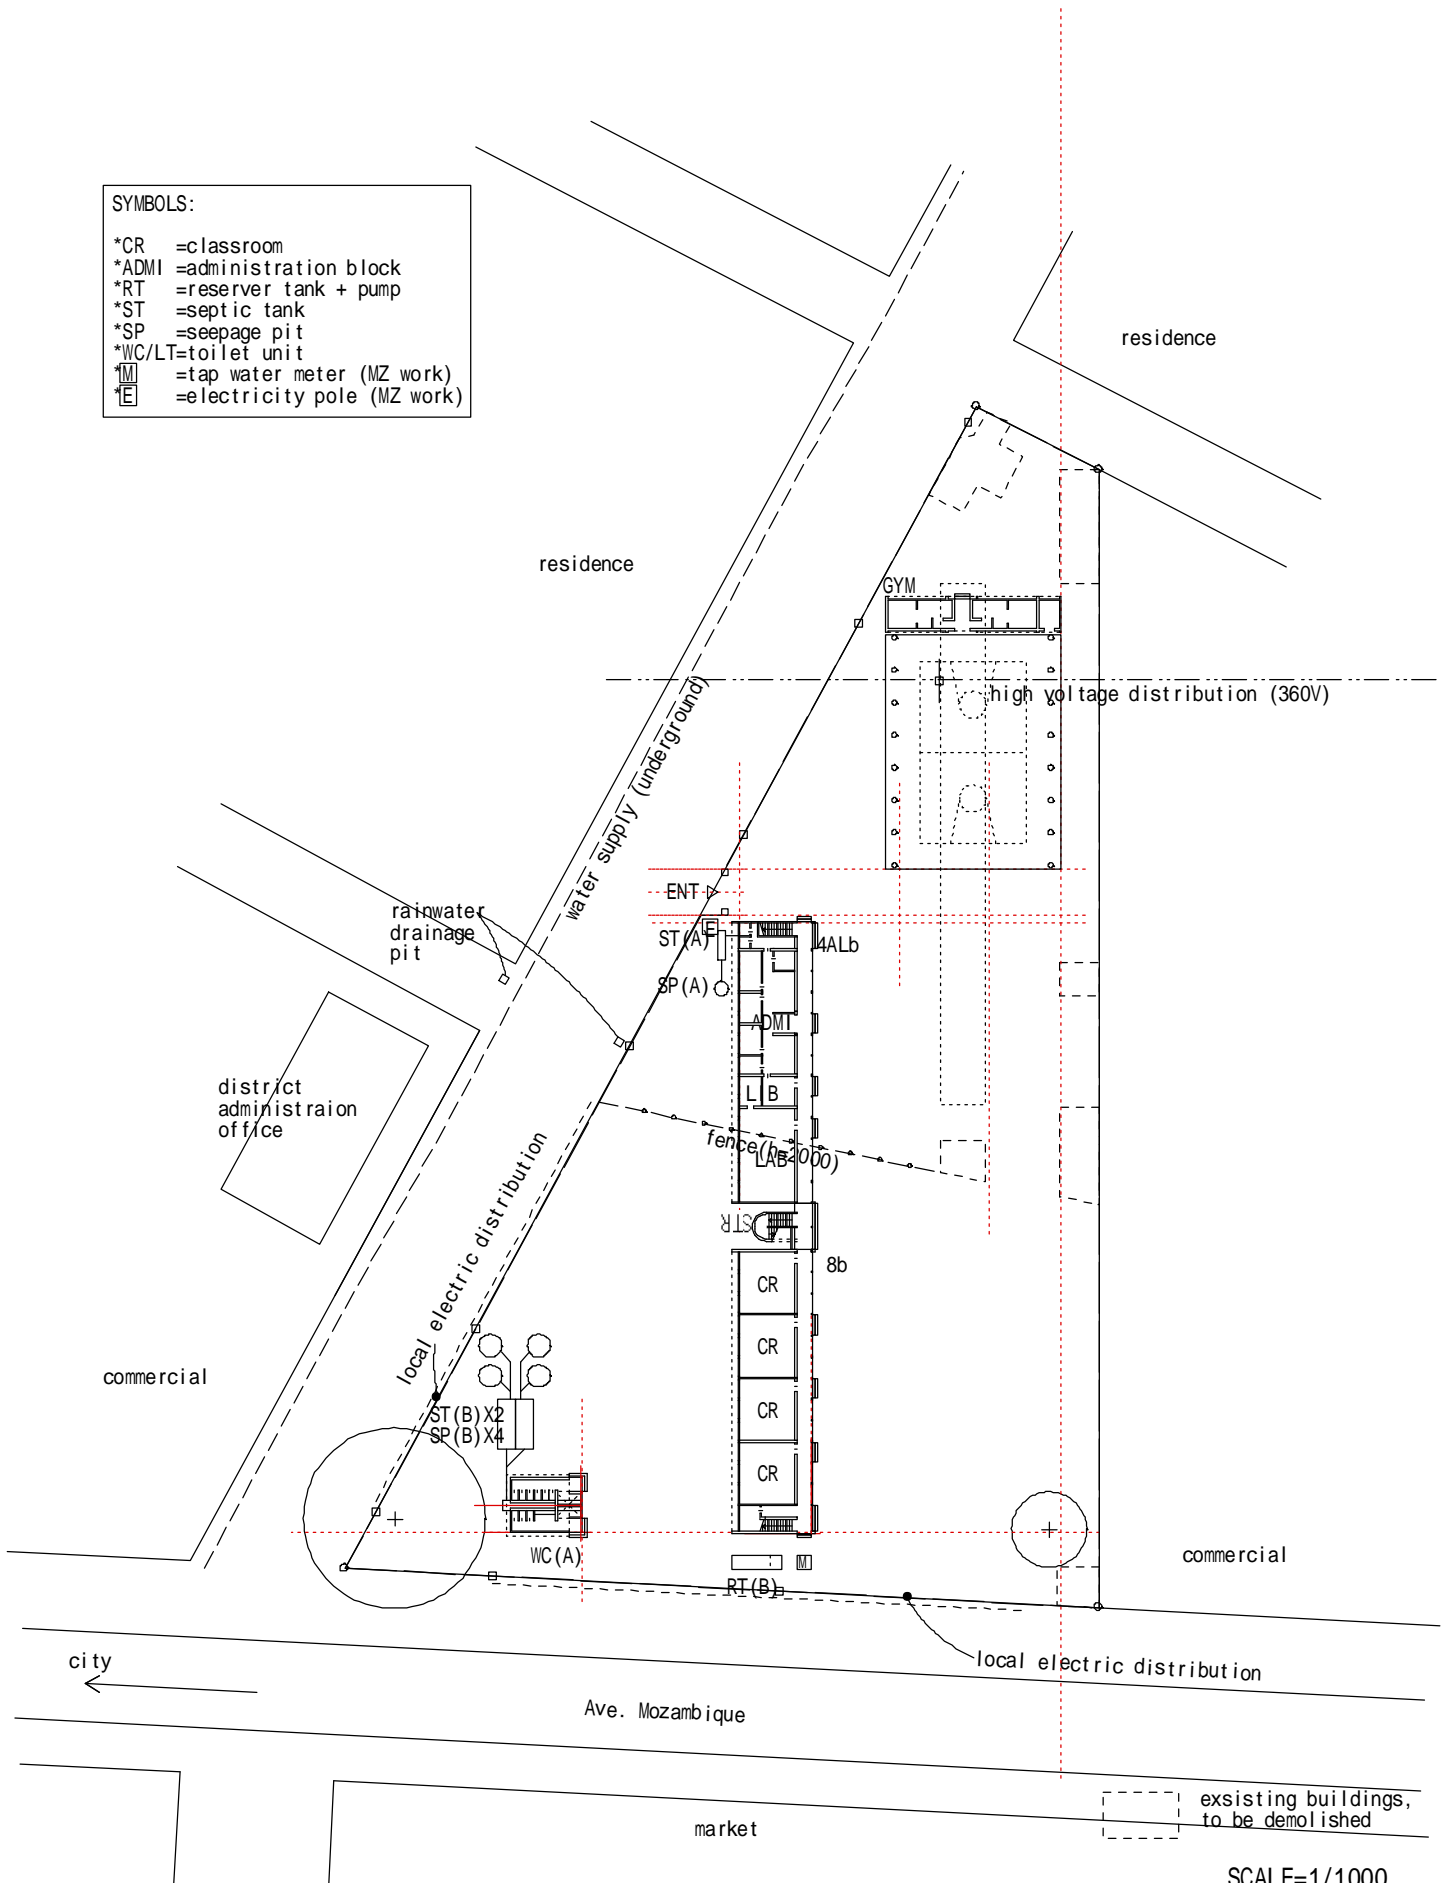 SYMBOLS:
*CR =classroom
*ADMI =administration block
*RT =reserver tank + pump
*ST =septic tank
*SP =seepage pit
*WC/LT=toilet unit
*M =tap water meter (MZ work)
*E =electricity pole (MZ work)
residence
residence
GYM
high voltage distribution (360V)
water supply (underground)
ENT
rainwater
drainage
pit
E
ST(A)
4ALb
SP(A)
ADMI
district
administraion
office
LIB
fence(h=2000)
LAB
local electric distribution
STR
8b
CR
CR
CR
CR
commercial
ST(B)X2
SP(B)X4
WC(A)
M
RT(B)
commercial
local electric distribution
city
Ave. Mozambique
exsisting buildings,
to be demolished
market
SCALE=1/1000